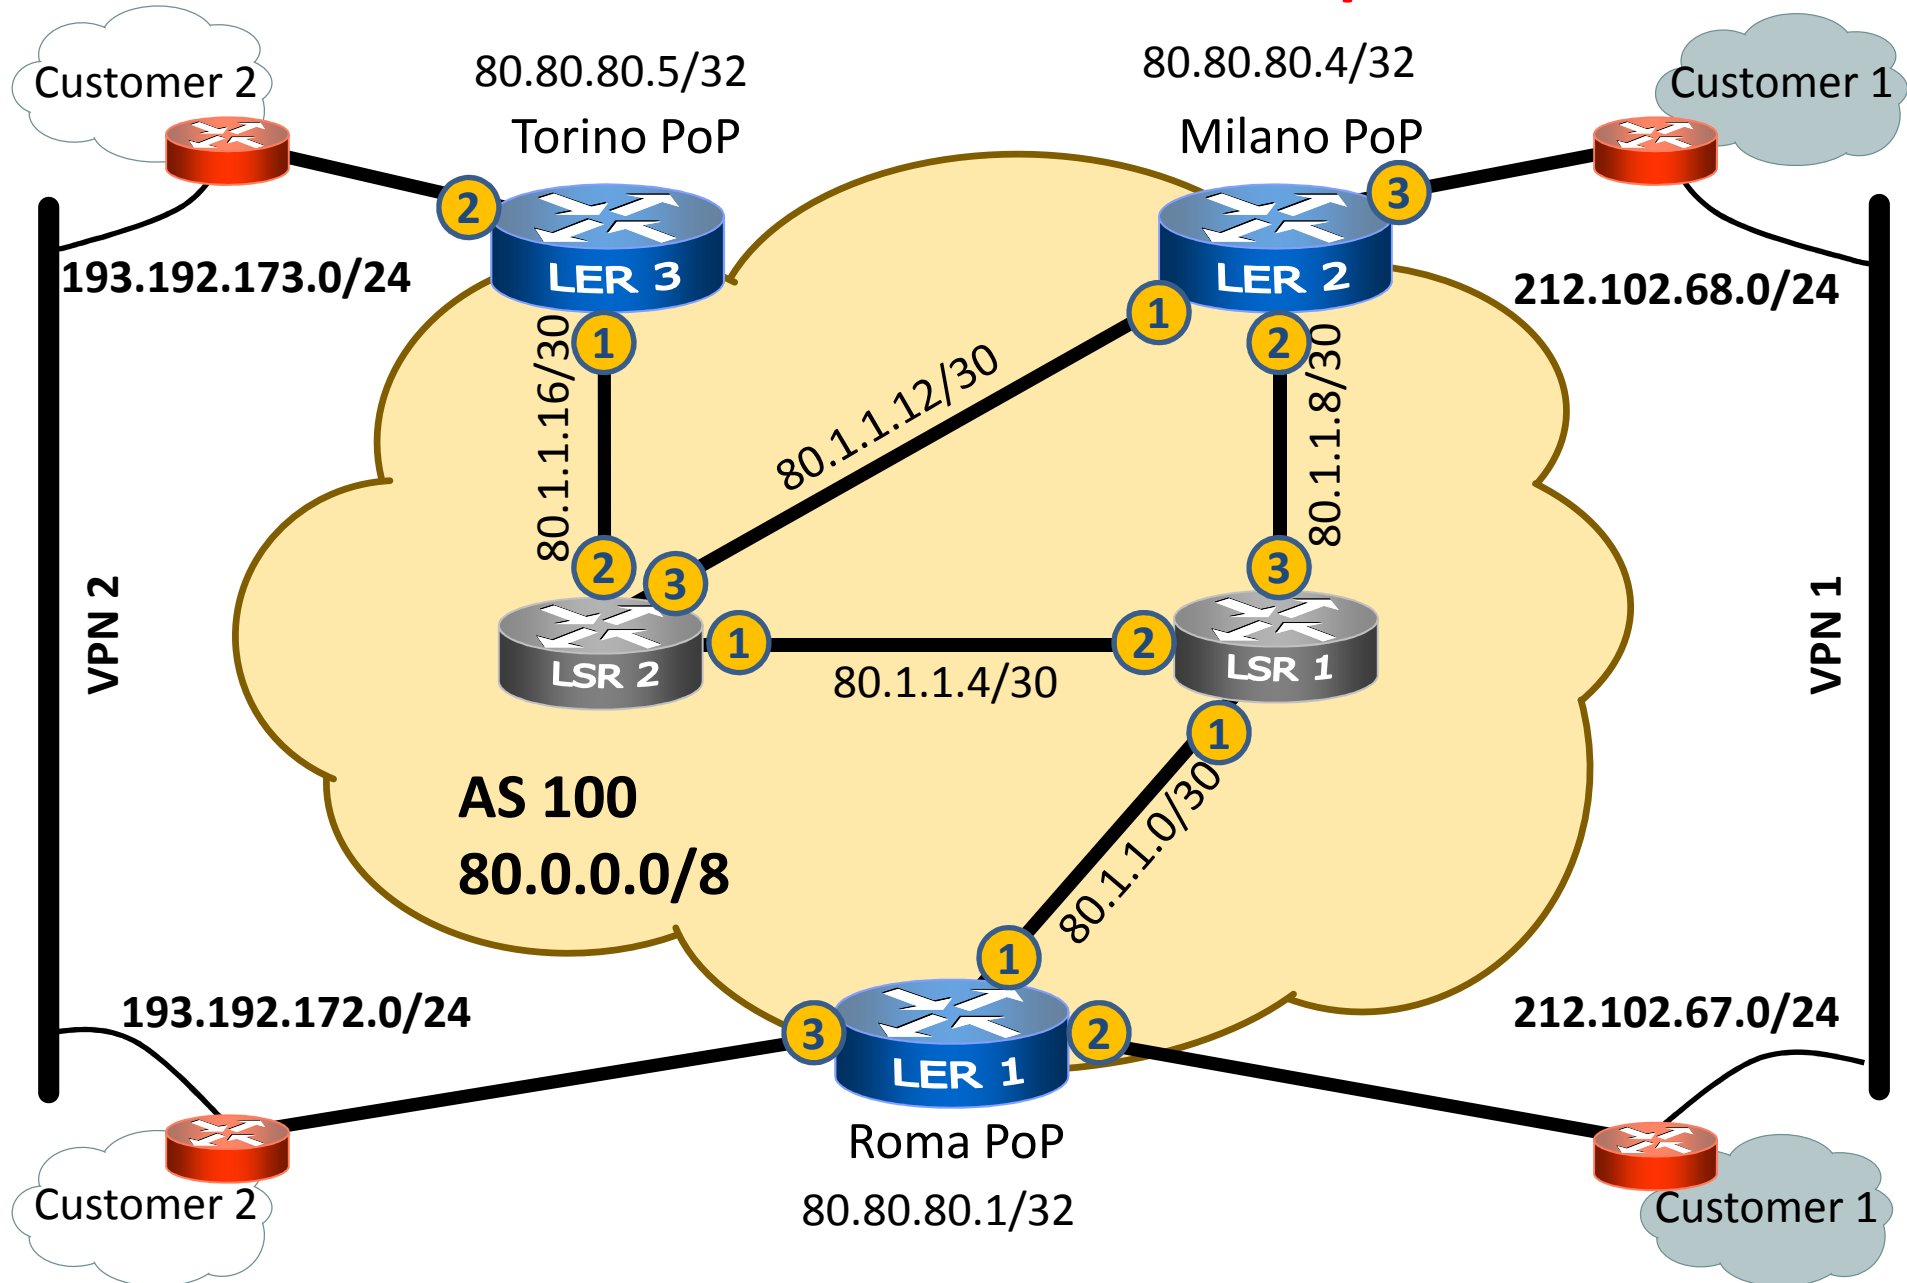 Customer 2
80.80.80.5/32
Torino PoP
80.80.80.4/32
Milano PoP
Customer 1
2
LER 3
1
3
LER 2
1
2
193.192.173.0/24
212.102.68.0/24
80.1.1.16/30
80.1.1.12/30
80.1.1.8/30
VPN 2
VPN 1
2
3
1
LSR 2
80.1.1.4/30
3
2
LSR 1
1
AS 100
80.0.0.0/8
80.1.1.0/30
193.192.172.0/24
212.102.67.0/24
1
3
2
LER 1
Roma PoP
80.80.80.1/32
Customer 2
Customer 1